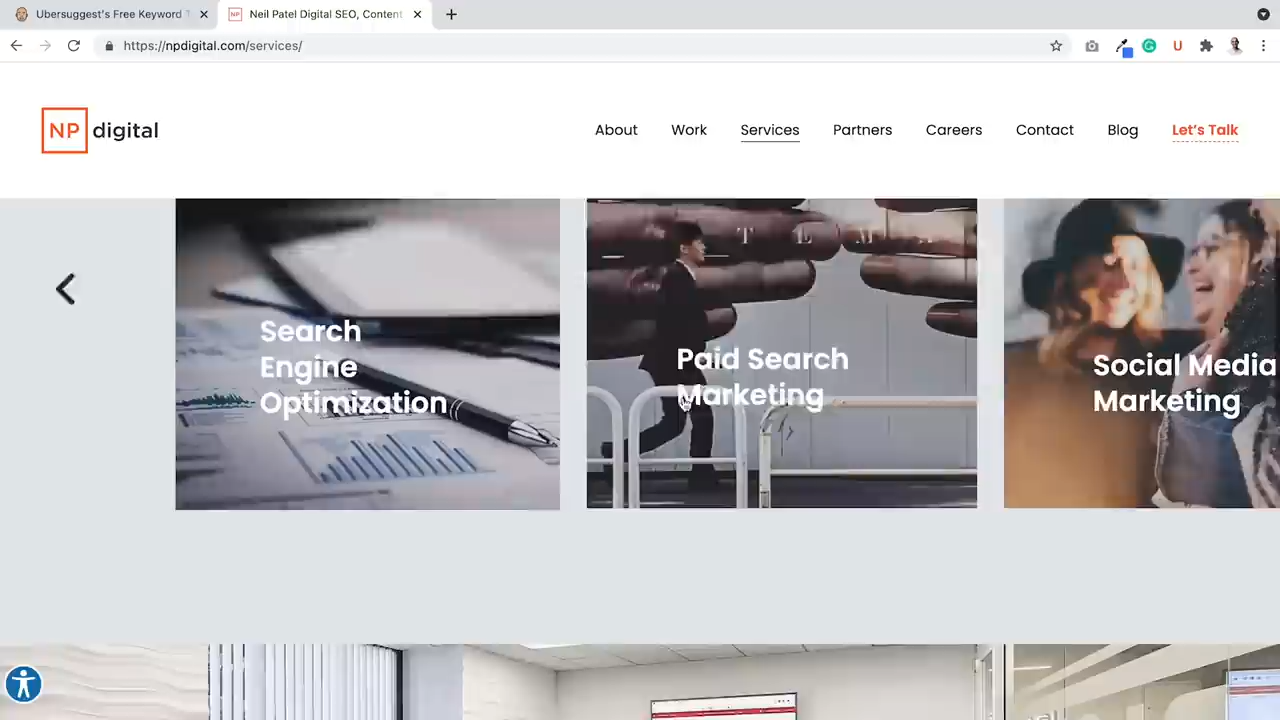 Ubersuggest's Free Keyword T
Neil Patel Digital SEO, Content
https://npdigital.com/services/
U
NP digital
About
Work
Services
Partners
Careers
Contact
Blog
Let's Talk
Search
Engine
Optimization
T E M
Paid Search
Marketing
Social Media
Marketing